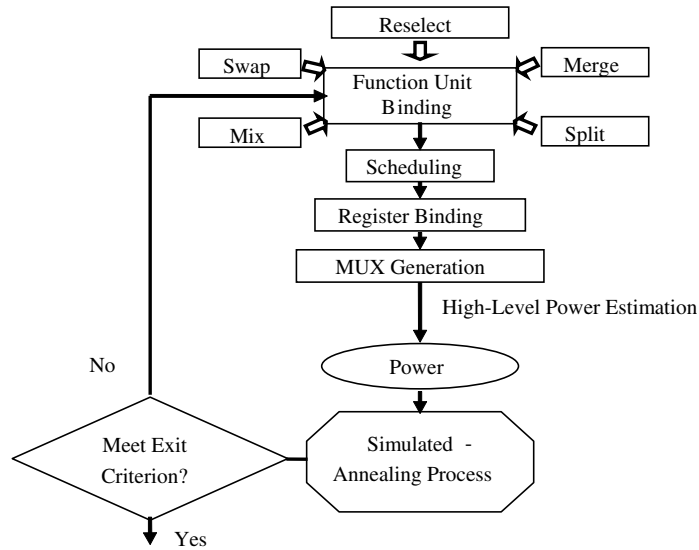 Reselect
Swap
Merge
Function Unit
Binding
Mix
Split
Scheduling
Register Binding
MUX Generation
High-Level Power Estimation
No
Power
Meet Exit
Criterion?
Simulated -
Annealing Process
Yes